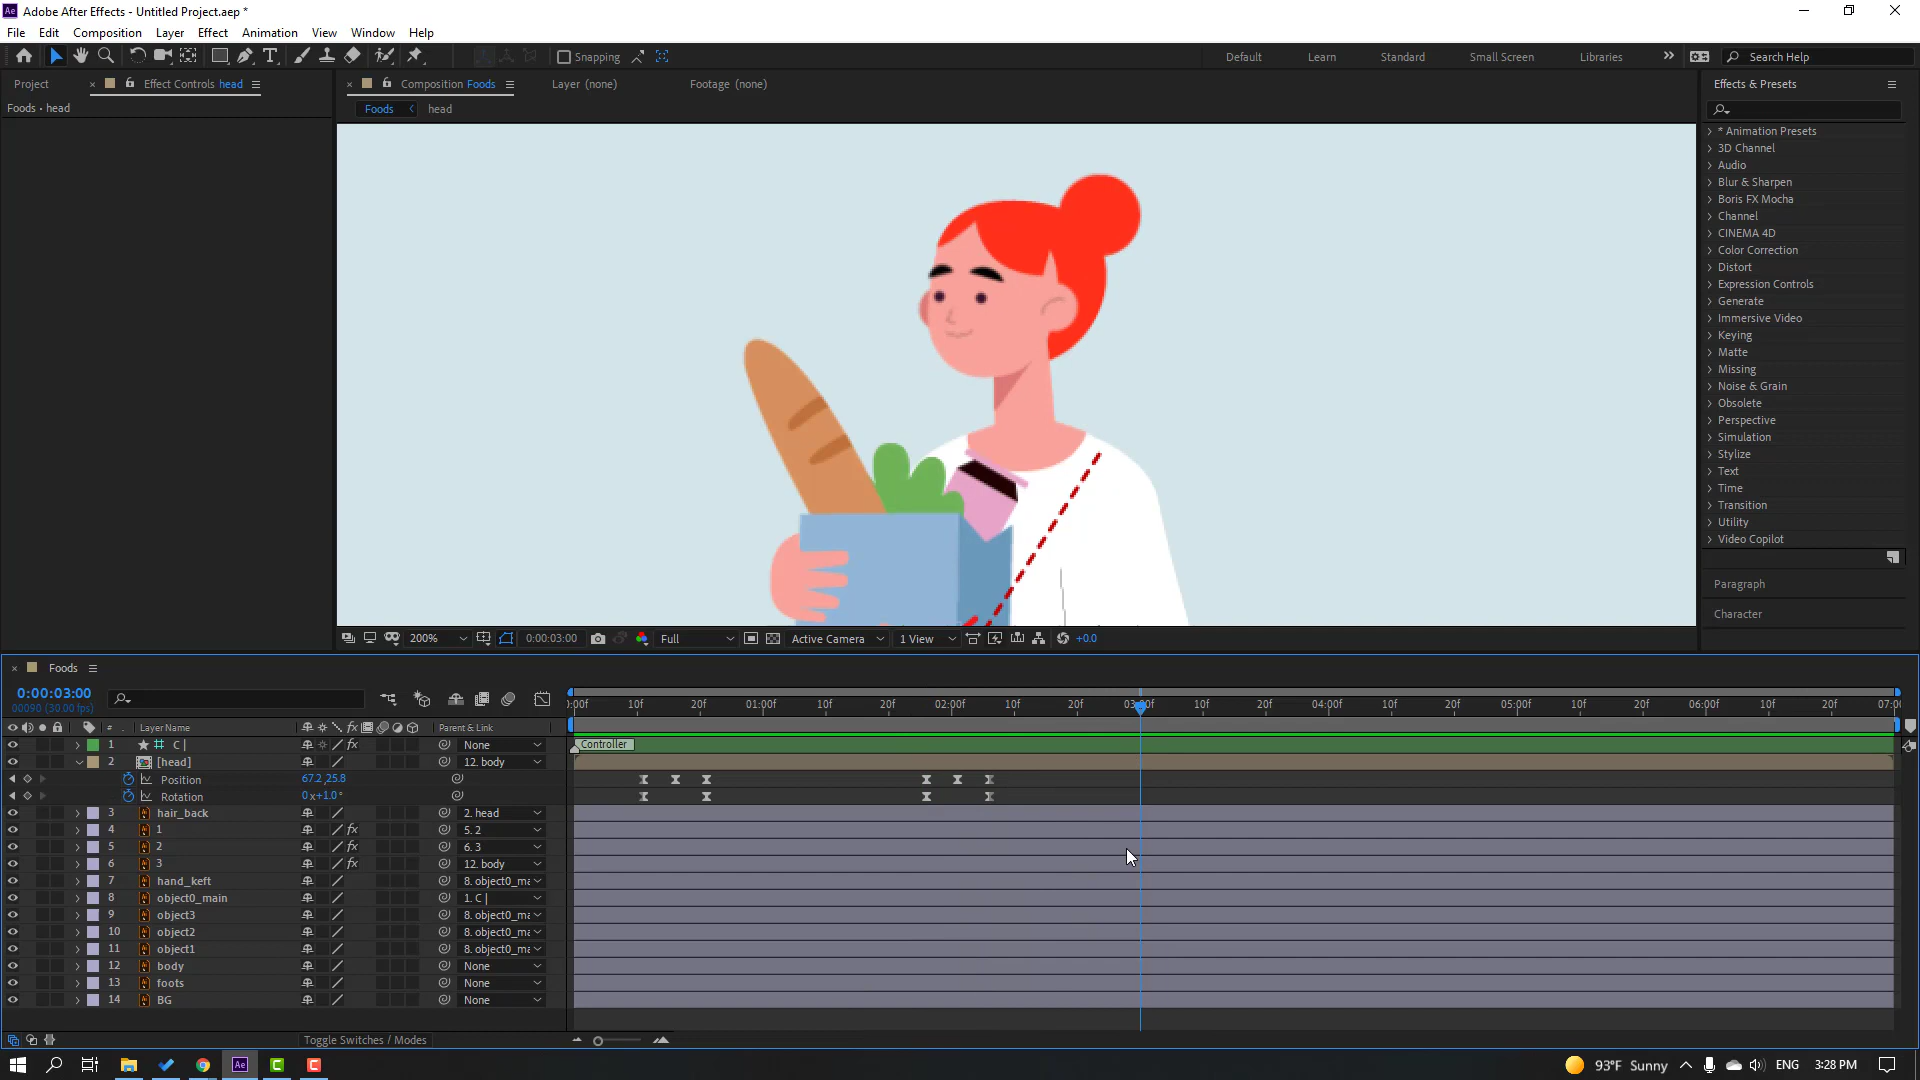 Adobe After Effects - Untitled Project.aep *
File Edit Composition Layer Effect Animation View Window Help
Snapping
Default Learn Standard Small Screen Libraries
Search Help
Project
Effect Controls head
Composition Foods
Layer (none)
Footage (none)
Effects & Presets
Foods • head
Foods head
* Animation Presets
3D Channel
Audio
Blur & Sharpen
Boris FX Mocha
Channel
CINEMA 4D
Color Correction
Distort
Expression Controls
Generate
Immersive Video
Keying
Matte
Missing
Noise & Grain
Obsolete
Perspective
Simulation
Stylize
Text
Time
Transition
Utility
Video Copilot
Paragraph
Character
200% 0:00:03:00 Full Active Camera 1 View +0.0
Foods
0:00:03:00
00090 (30.00 fps)
10f 20f 01:00f 10f 20f 02:00f 10f 20f 10f 20f 04:00f 10f 20f 05:00f 10f 20f 06:00f 10f 20f
# Layer Name fx Parent & Link
1 C | fx None Controller
2 [head] 12. body
Position 67.2,25.8
Rotation 0x+1.0°
3 hair_back 2. head
4 1 fx 5. 2
5 2 fx 6. 3
6 3 fx 12. body
7 hand_keft 8. object0_ma
8 object0_main 1. C |
9 object3 8. object0_ma
10 object2 8. object0_ma
11 object1 8. object0_ma
12 body None
13 foots None
14 BG None
Toggle Switches / Modes
Ae
93°F Sunny ENG 3:28 PM